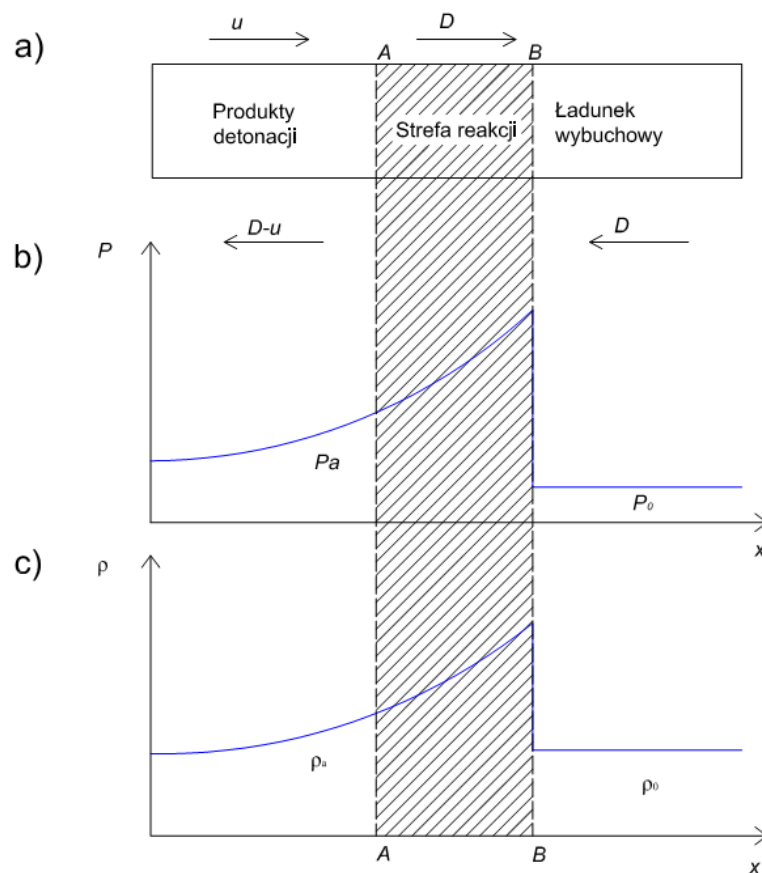 a)
u
D
A
B
Produkty
detonacji
Strefa reakcji
Ładunek
wybuchowy
b)
P
D-u
D
Pa
P₀
x
c)
ρ
ρₐ
ρ₀
A
B
x